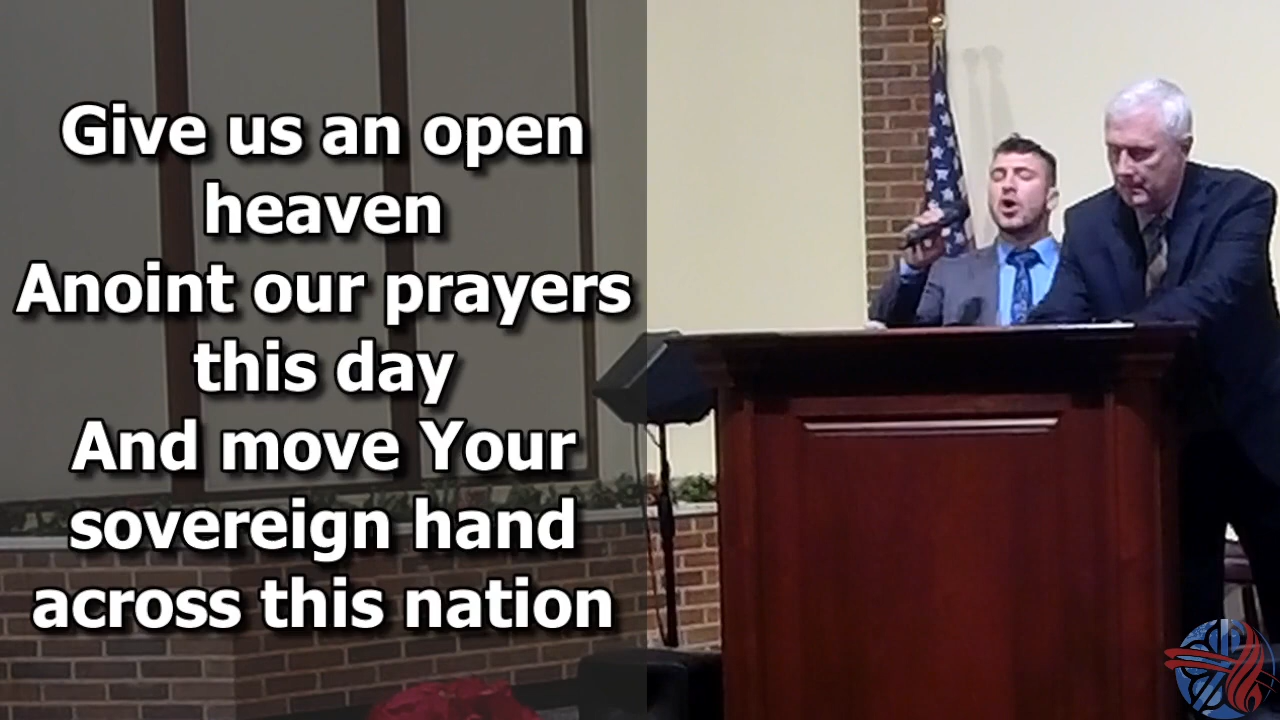 Give us an open
heaven
Anoint our prayers
this day
And move Your
sovereign hand
across this nation